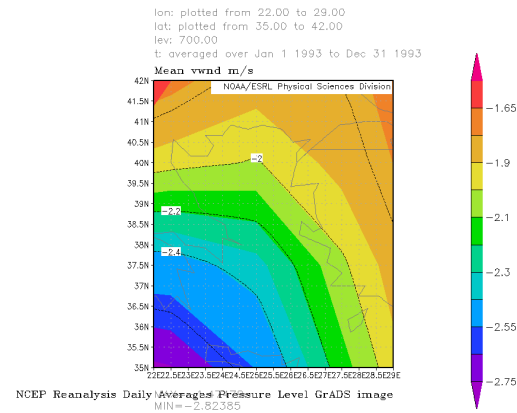 lon: plotted from 22.00 to 29.00
lat: plotted from 35.00 to 42.00
lev: 700.00
t: averaged over Jan 1 1993 to Dec 31 1993
Mean vwnd m/s
NOAA/ESRL Physical Sciences Division
42N
41.5N
41N
40.5N
40N
39.5N
39N
38.5N
38N
37.5N
37N
36.5N
36N
35.5N
35N
-2
-2.2
-2.4
22E22.5E23E23.5E24E24.5E25E25.5E26E26.5E27E27.5E28E28.5E29E
-1.65
-1.9
-2.1
-2.3
-2.55
-2.75
NCEP Reanalysis Daily Averages Pressure Level GrADS image
MIN=-2.82385